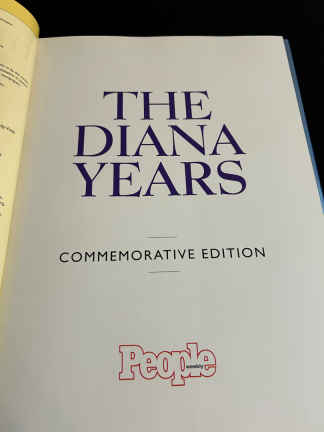 THE
DIANA
YEARS
COMMEMORATIVE EDITION
People
weekly